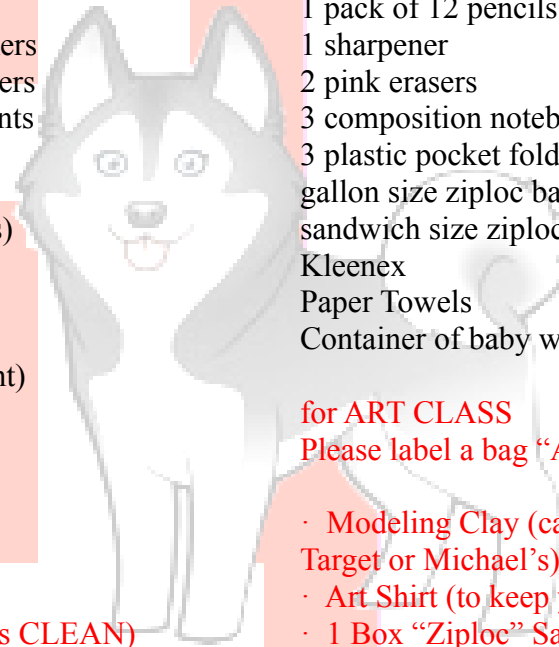 ers
ers
nts
s)
nt)
s CLEAN)
1 pack of 12 pencils
1 sharpener
2 pink erasers
3 composition noteb
3 plastic pocket fold
gallon size ziploc ba
sandwich size ziploc
Kleenex
Paper Towels
Container of baby w
for ART CLASS
Please label a bag “A
· Modeling Clay (ca
Target or Michael’s)
· Art Shirt (to keep
· 1 Box “Ziploc” Sa